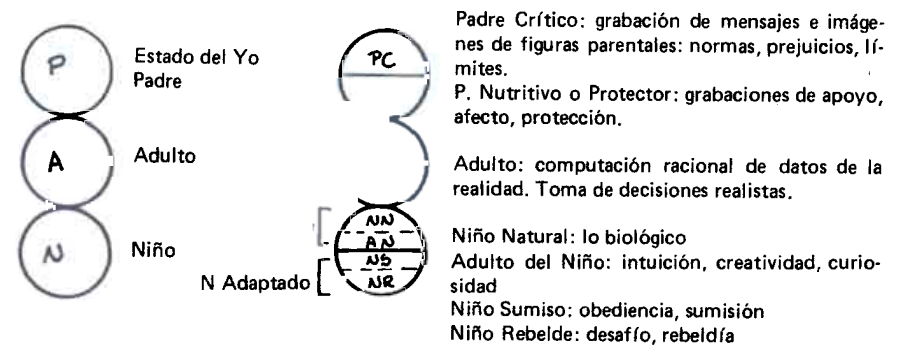 P
Estado del Yo
Padre
A
Adulto
N
Niño
PC
NN
AN
NS
NR
N Adaptado
Padre Crítico: grabación de mensajes e imáge-
nes de figuras parentales: normas, prejuicios, lí-
mites.
P. Nutritivo o Protector: grabaciones de apoyo,
afecto, protección.
Adulto: computación racional de datos de la
realidad. Toma de decisiones realistas.
Niño Natural: lo biológico
Adulto del Niño: intuición, creatividad, curio-
sidad
Niño Sumiso: obediencia, sumisión
Niño Rebelde: desafío, rebeldía